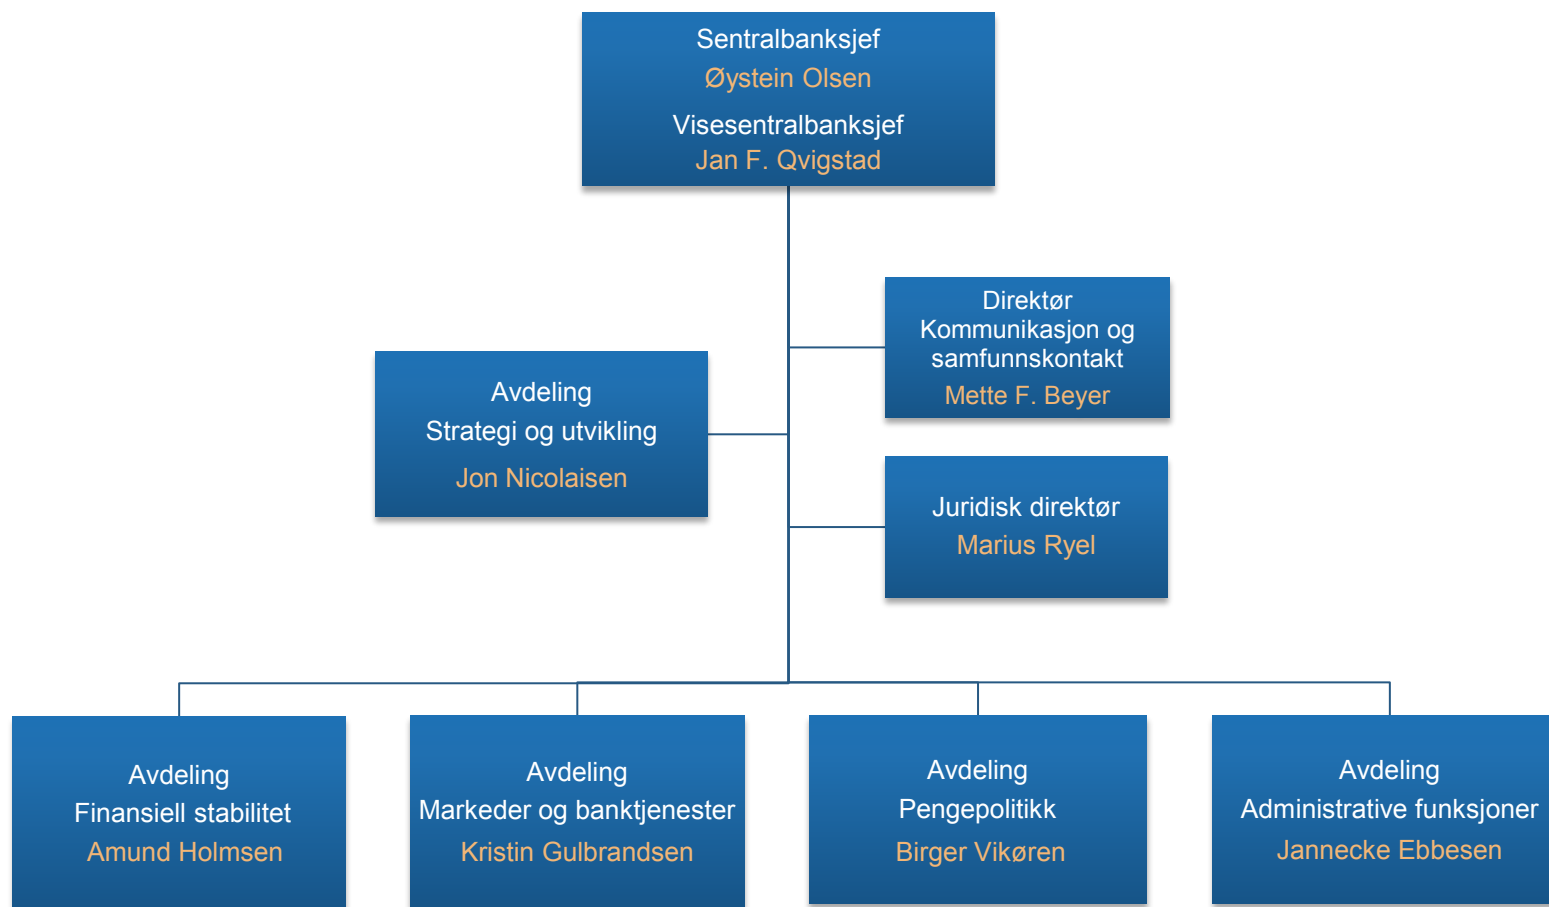 Sentralbanksjef
Øystein Olsen
Visesentralbanksjef
Jan F. Qvigstad
Direktør
Kommunikasjon og
samfunnskontakt
Mette F. Beyer
Avdeling
Strategi og utvikling
Jon Nicolaisen
Juridisk direktør
Marius Ryel
Avdeling
Finansiell stabilitet
Amund Holmsen
Avdeling
Markeder og banktjenester
Kristin Gulbrandsen
Avdeling
Pengepolitikk
Birger Vikøren
Avdeling
Administrative funksjoner
Jannecke Ebbesen